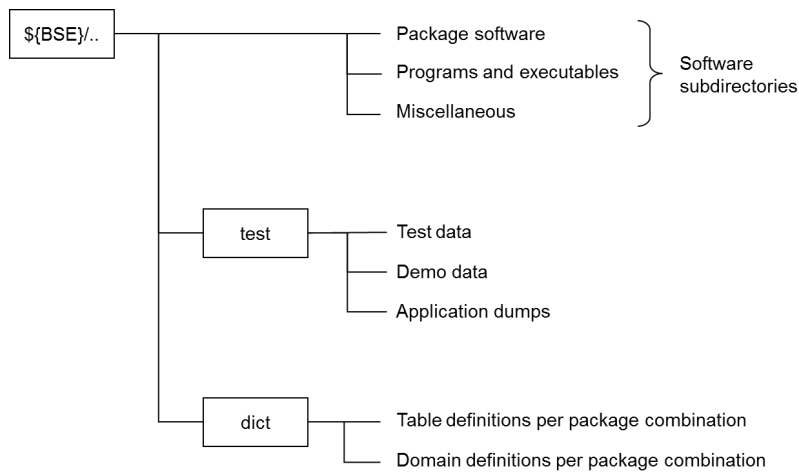 ${BSE}/..
Package software
Programs and executables
Miscellaneous
Software
subdirectories
test
Test data
Demo data
Application dumps
dict
Table definitions per package combination
Domain definitions per package combination